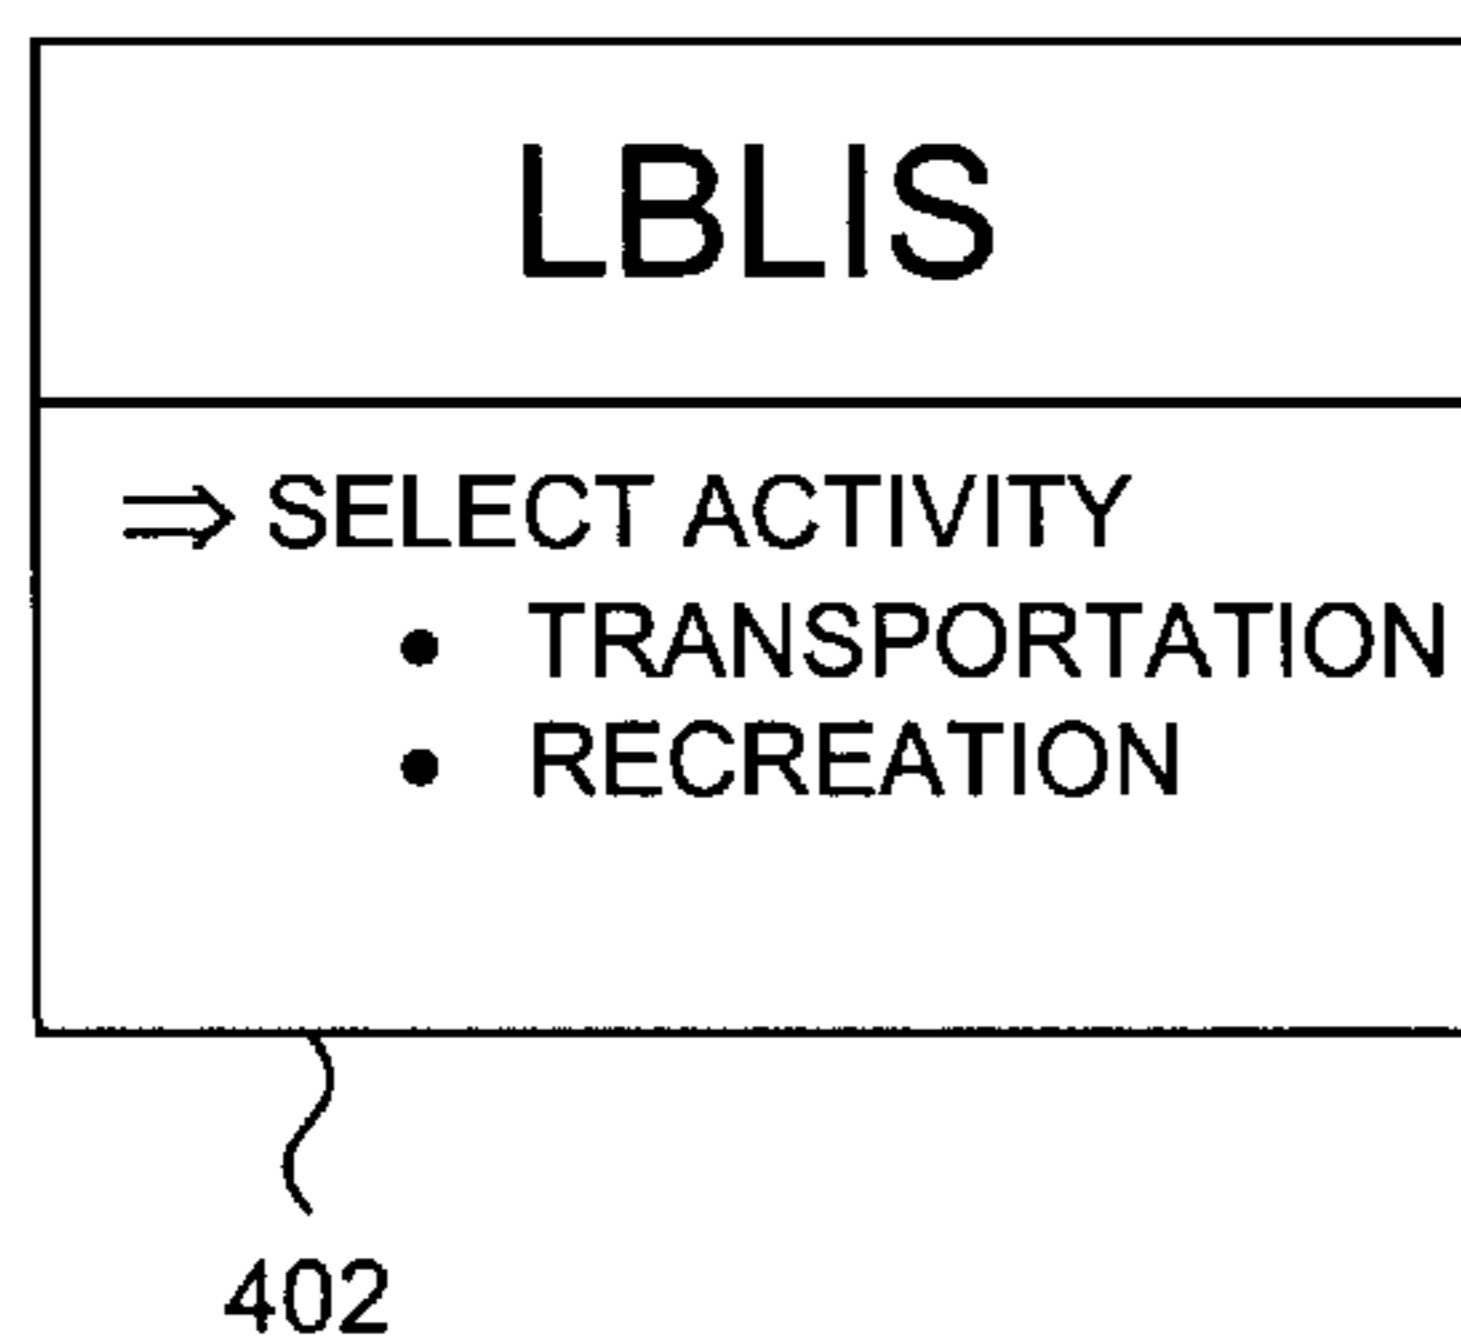 LBLIS
⇒ SELECT ACTIVITY
• TRANSPORTATION
• RECREATION
402